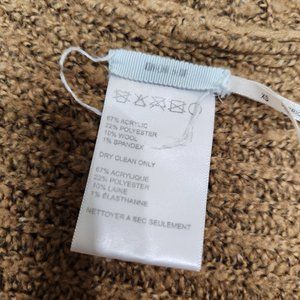 67% ACRYLIC
22% POLYESTER
10% WOOL
1% SPANDEX
DRY CLEAN ONLY
67% ACRYLIQUE
22% POLYESTER
10% LAINE
1% ÉLASTHANNE
NETTOYER A SEC SEULEMENT